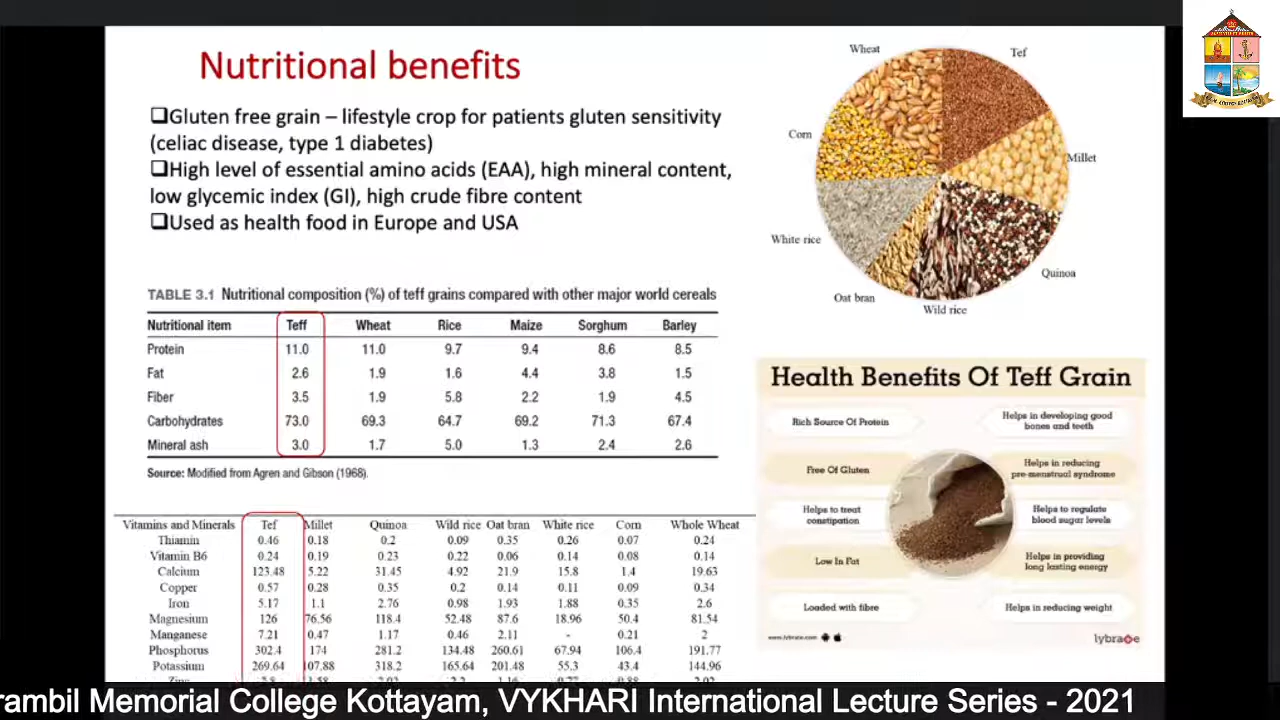 Nutritional benefits
❑Gluten free grain – lifestyle crop for patients gluten sensitivity
(celiac disease, type 1 diabetes)
❑High level of essential amino acids (EAA), high mineral content,
low glycemic index (GI), high crude fibre content
❑Used as health food in Europe and USA
TABLE 3.1 Nutritional composition (%) of teff grains compared with other major world cereals
Nutritional item Teff Wheat Rice Maize Sorghum Barley
Protein 11.0 11.0 9.7 9.4 8.6 8.5
Fat 2.6 1.9 1.6 4.4 3.8 1.5
Fiber 3.5 1.9 5.8 2.2 1.9 4.5
Carbohydrates 73.0 69.3 64.7 69.2 71.3 67.4
Mineral ash 3.0 1.7 5.0 1.3 2.4 2.6
Source: Modified from Agren and Gibson (1968).
Vitamins and Minerals Tef Millet Quinoa Wild rice Oat bran White rice Corn Whole Wheat
Thiamin 0.46 0.18 0.2 0.09 0.35 0.26 0.07 0.24
Vitamin B6 0.24 0.19 0.23 0.22 0.06 0.14 0.08 0.14
Calcium 123.48 5.22 31.45 4.92 21.9 15.8 1.4 19.63
Copper 0.57 0.28 0.35 0.2 0.14 0.11 0.09 0.34
Iron 5.17 1.1 2.76 0.98 1.93 1.88 0.35 2.6
Magnesium 126 76.56 118.4 52.48 87.6 18.96 50.4 81.54
Manganese 7.21 0.47 1.17 0.46 2.11 - 0.21 2
Phosphorus 302.4 174 281.2 134.48 260.61 67.94 106.4 191.77
Potassium 269.64 107.88 318.2 165.64 201.48 55.3 43.4 144.96
Wheat
Tef
Corn
Millet
White rice
Quinoa
Oat bran
Wild rice
Health Benefits Of Teff Grain
Rich Source Of Protein
Helps in developing good
bones and teeth
Free Of Gluten
Helps in reducing
pre-menstrual syndrome
Helps to treat
constipation
Helps to regulate
blood sugar levels
Low In Fat
Helps in providing
long lasting energy
Loaded with fibre
Helps in reducing weight
www.lybrate.com
lybrate
rambil Memorial College Kottayam, VYKHARI International Lecture Series - 2021